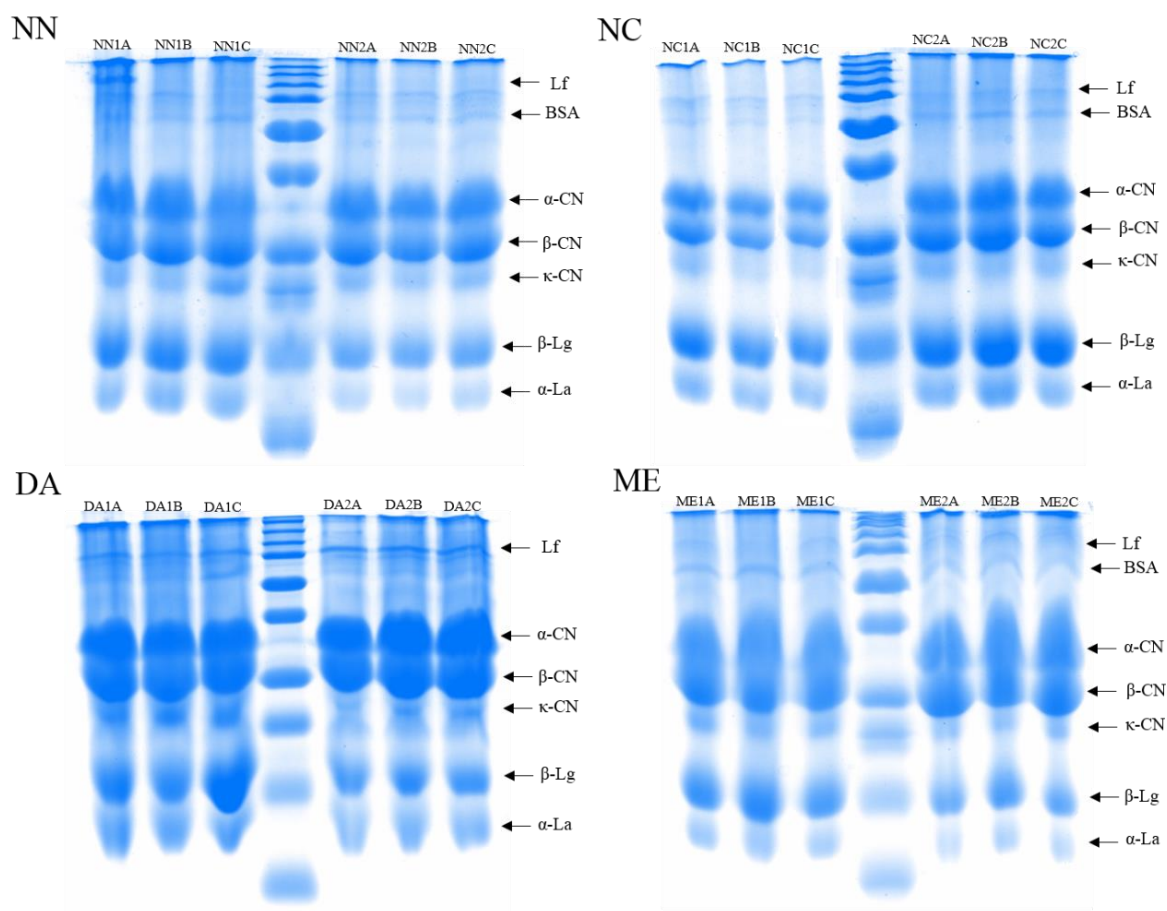 NN
NN1A NN1B NN1C NN2A NN2B NN2C
Lf
BSA
α-CN
β-CN
κ-CN
β-Lg
α-La
NC
NC1A NC1B NC1C NC2A NC2B NC2C
Lf
BSA
α-CN
β-CN
κ-CN
β-Lg
α-La
DA
DA1A DA1B DA1C DA2A DA2B DA2C
Lf
α-CN
β-CN
κ-CN
β-Lg
α-La
ME
ME1A ME1B ME1C ME2A ME2B ME2C
Lf
BSA
α-CN
β-CN
κ-CN
β-Lg
α-La